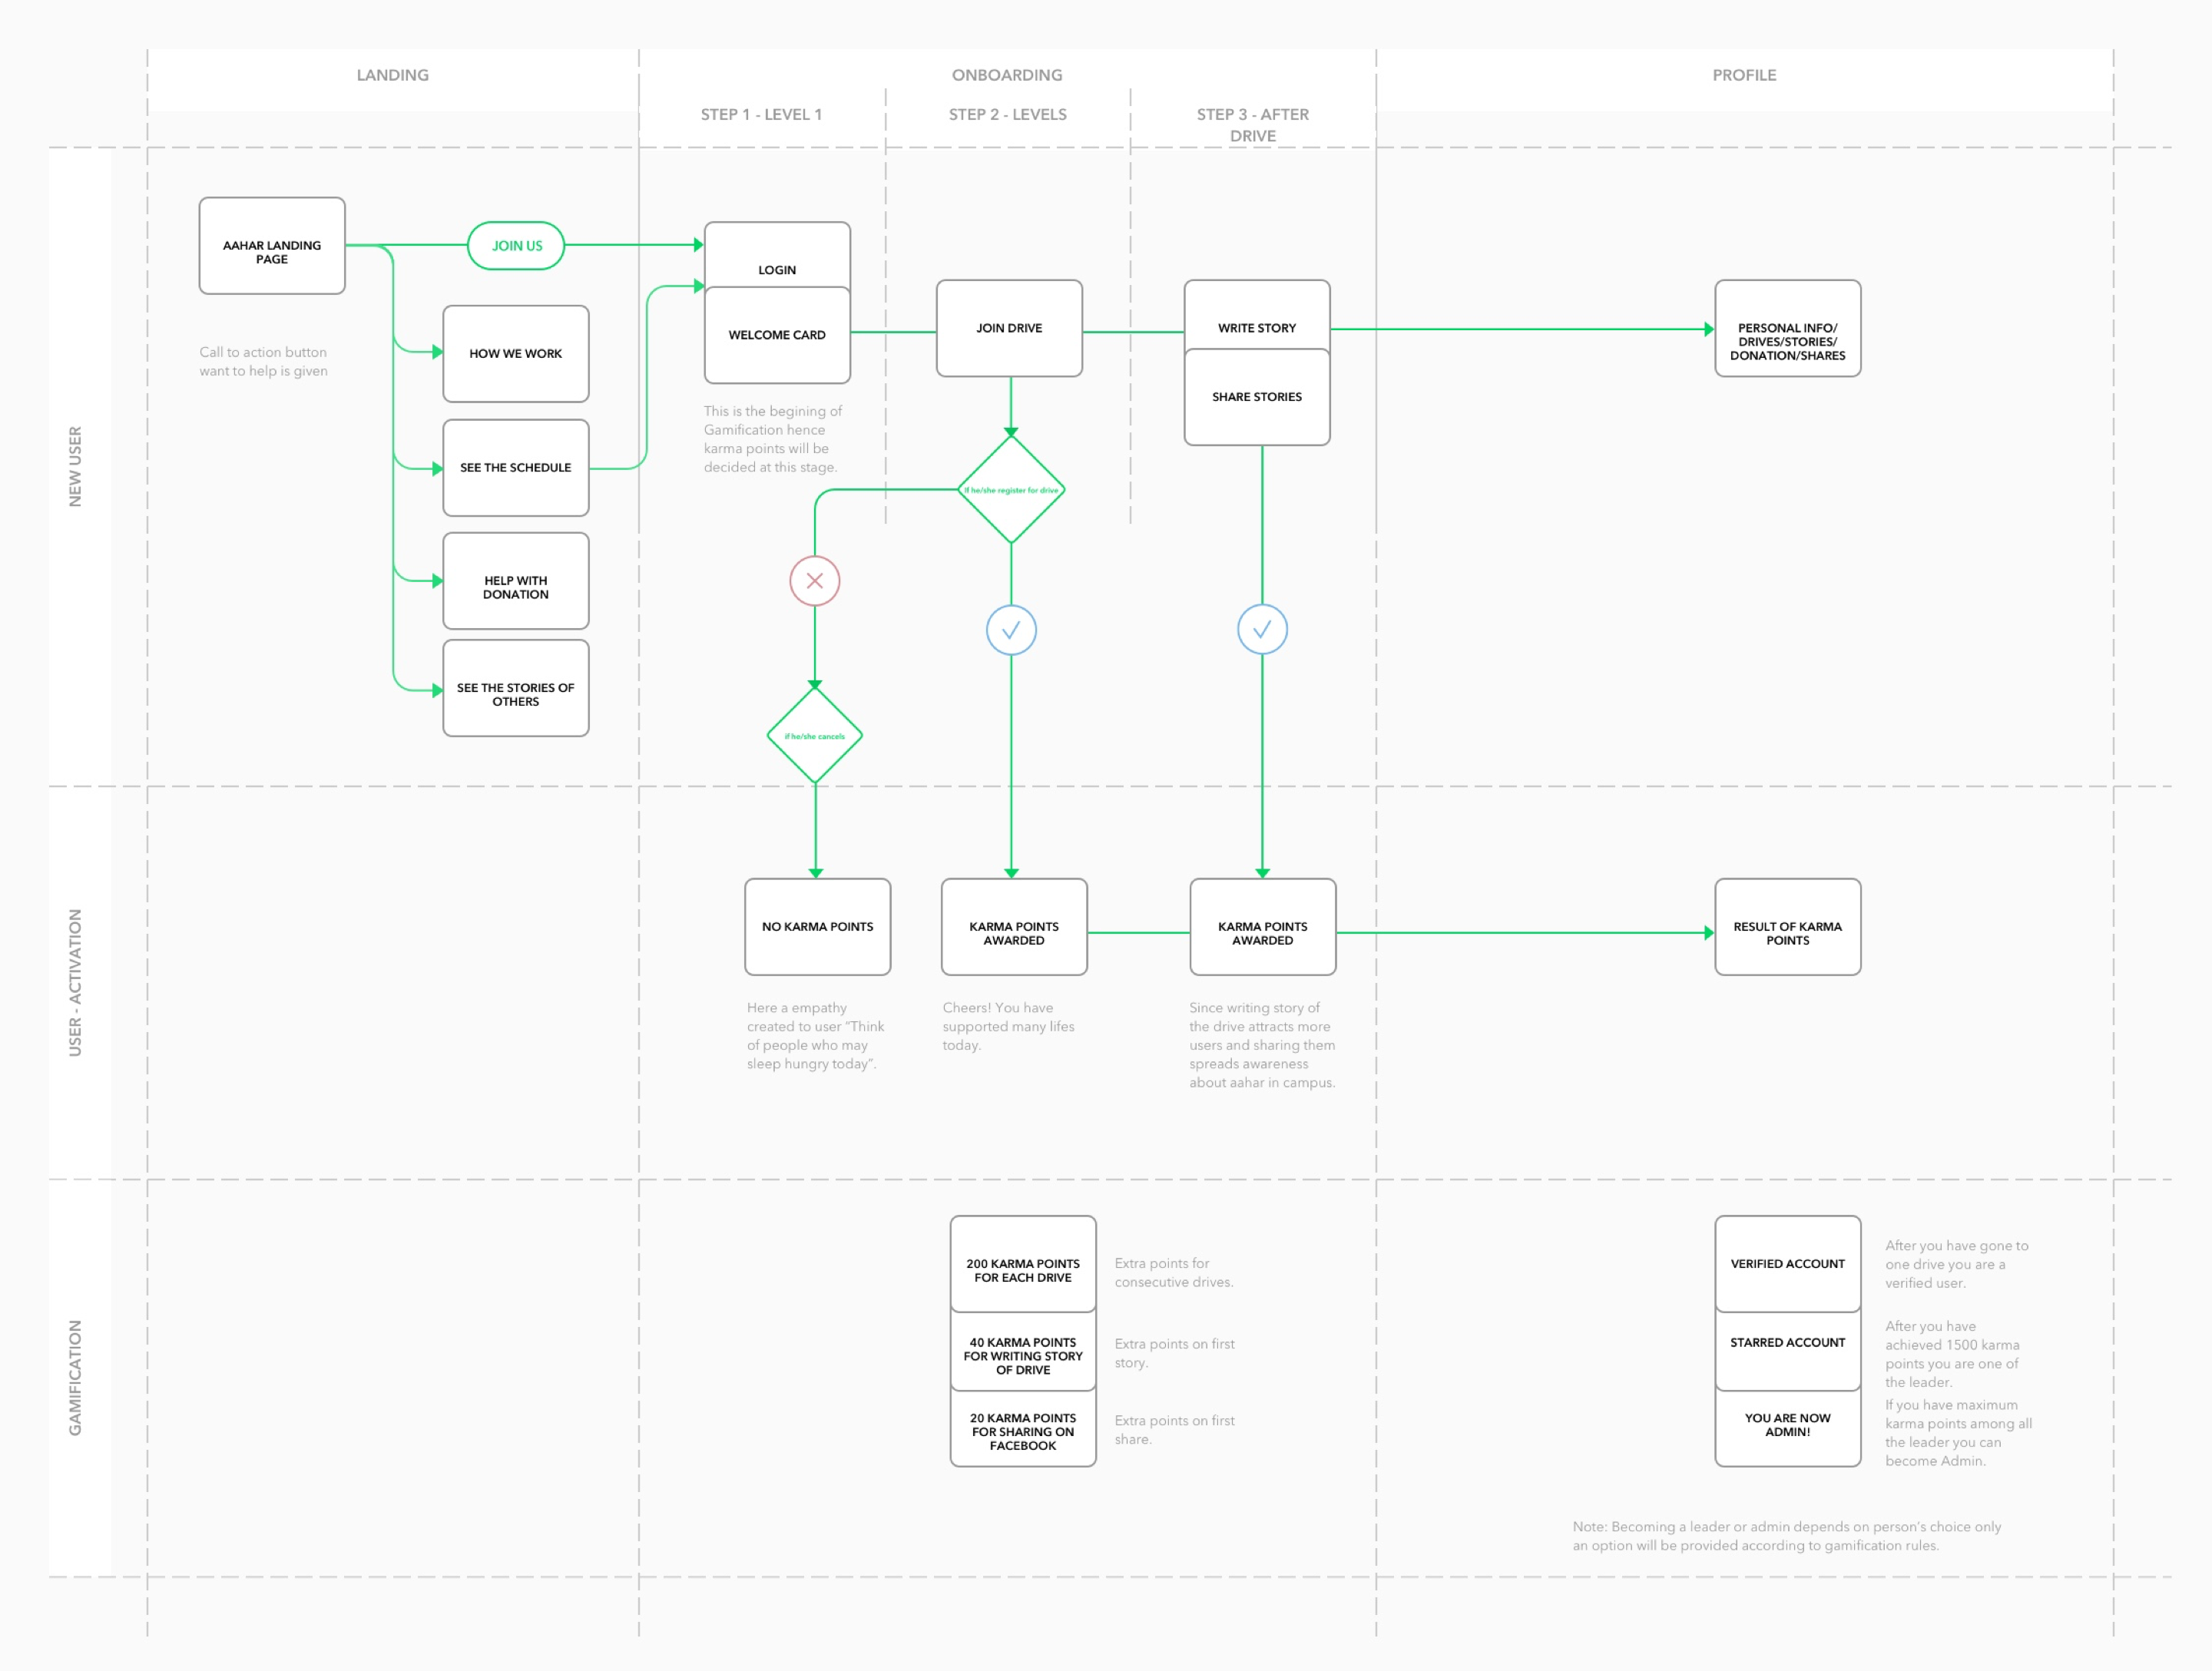 LANDING
ONBOARDING
PROFILE
STEP 1 - LEVEL 1
STEP 2 - LEVELS
STEP 3 - AFTER
DRIVE
NEW USER
AAHAR LANDING
PAGE
Call to action button
want to help is given
JOIN US
HOW WE WORK
SEE THE SCHEDULE
HELP WITH
DONATION
SEE THE STORIES OF
OTHERS
LOGIN
WELCOME CARD
This is the begining of
Gamification hence
karma points will be
decided at this stage.
JOIN DRIVE
If he/she register for drive
if he/she cancels
WRITE STORY
SHARE STORIES
PERSONAL INFO/
DRIVES/STORIES/
DONATION/SHARES
USER - ACTIVATION
NO KARMA POINTS
Here a empathy
created to user “Think
of people who may
sleep hungry today”.
KARMA POINTS
AWARDED
Cheers! You have
supported many lifes
today.
KARMA POINTS
AWARDED
Since writing story of
the drive attracts more
users and sharing them
spreads awareness
about aahar in campus.
RESULT OF KARMA
POINTS
GAMIFICATION
200 KARMA POINTS
FOR EACH DRIVE
Extra points for
consecutive drives.
40 KARMA POINTS
FOR WRITING STORY
OF DRIVE
Extra points on first
story.
20 KARMA POINTS
FOR SHARING ON
FACEBOOK
Extra points on first
share.
VERIFIED ACCOUNT
After you have gone to
one drive you are a
verified user.
STARRED ACCOUNT
After you have
achieved 1500 karma
points you are one of
the leader.
YOU ARE NOW
ADMIN!
If you have maximum
karma points among all
the leader you can
become Admin.
Note: Becoming a leader or admin depends on person's choice only
an option will be provided according to gamification rules.